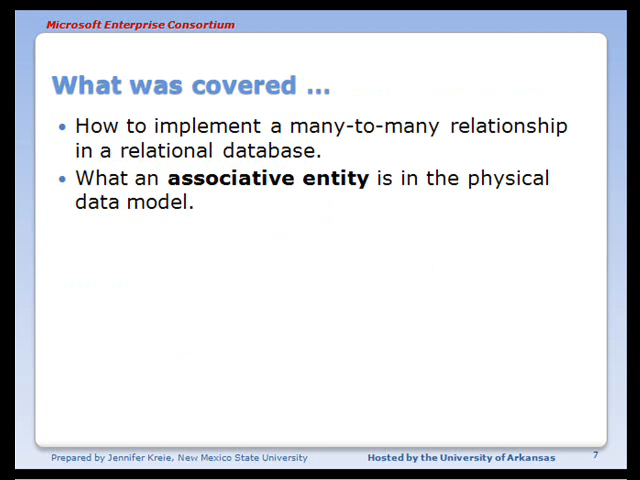 Microsoft Enterprise Consortium
What was covered ...
• How to implement a many-to-many relationship
in a relational database.
• What an associative entity is in the physical
data model.
Prepared by Jennifer Kreie, New Mexico State University Hosted by the University of Arkansas 7